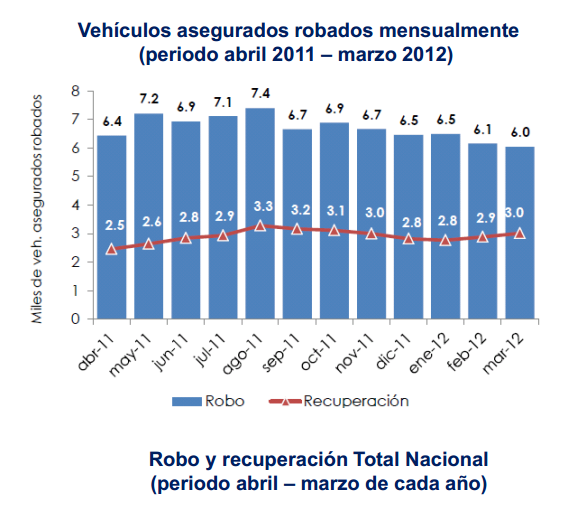 Vehículos asegurados robados mensualmente
(periodo abril 2011 – marzo 2012)
Miles de veh. asegurados robados
8
7
6
5
4
3
2
1
0
6.4
7.2
6.9
7.1
7.4
6.7
6.9
6.7
6.5
6.5
6.1
6.0
2.5
2.6
2.8
2.9
3.3
3.2
3.1
3.0
2.8
2.8
2.9
3.0
abr-11
may-11
jun-11
jul-11
ago-11
sep-11
oct-11
nov-11
dic-11
ene-12
feb-12
mar-12
Robo
Recuperación
Robo y recuperación Total Nacional
(periodo abril – marzo de cada año)